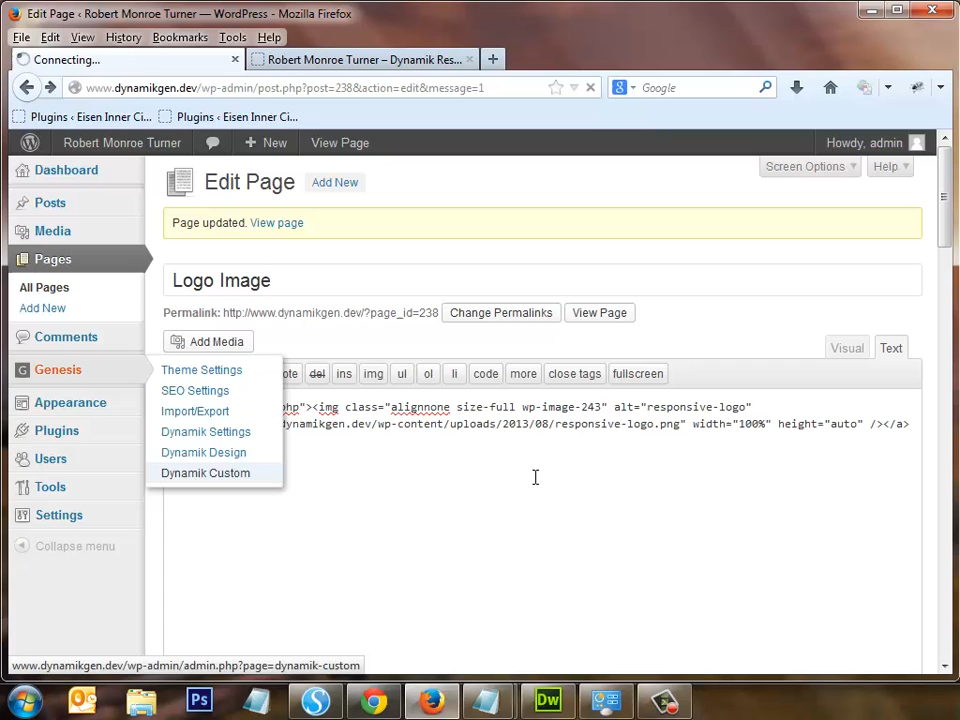 Edit Page ‹ Robert Monroe Turner — WordPress - Mozilla Firefox
File Edit View History Bookmarks Tools Help
Connecting... Robert Monroe Turner – Dynamik Res...
www.dynamikgen.dev/wp-admin/post.php?post=238&action=edit&message=1 Google
Plugins ‹ Eisen Inner Ci... Plugins ‹ Eisen Inner Ci...
Robert Monroe Turner + New View Page Howdy, admin
Screen Options Help
Dashboard
Edit Page Add New
Posts
Page updated. View page
Media
Pages
Logo Image
All Pages
Add New
Permalink: http://www.dynamikgen.dev/?page_id=238 Change Permalinks View Page
Comments
Add Media Visual Text
Genesis
Theme Settings
SEO Settings
Import/Export
Dynamik Settings
Dynamik Design
Dynamik Custom
ote del ins img ul ol li code more close tags fullscreen
hp"><img class="alignnone size-full wp-image-243" alt="responsive-logo"
dynamikgen.dev/wp-content/uploads/2013/08/responsive-logo.png" width="100%" height="auto" /></a>
Appearance
Plugins
Users
Tools
Settings
Collapse menu
www.dynamikgen.dev/wp-admin/admin.php?page=dynamik-custom
Ps Dw